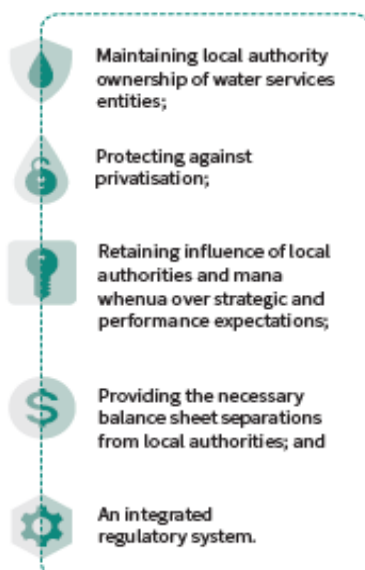 Maintaining local authority
ownership of water services
entities;
Protecting against
privatisation;
Retaining influence of local
authorities and mana
whenua over strategic and
performance expectations;
$
Providing the necessary
balance sheet separations
from local authorities; and
An integrated
regulatory system.